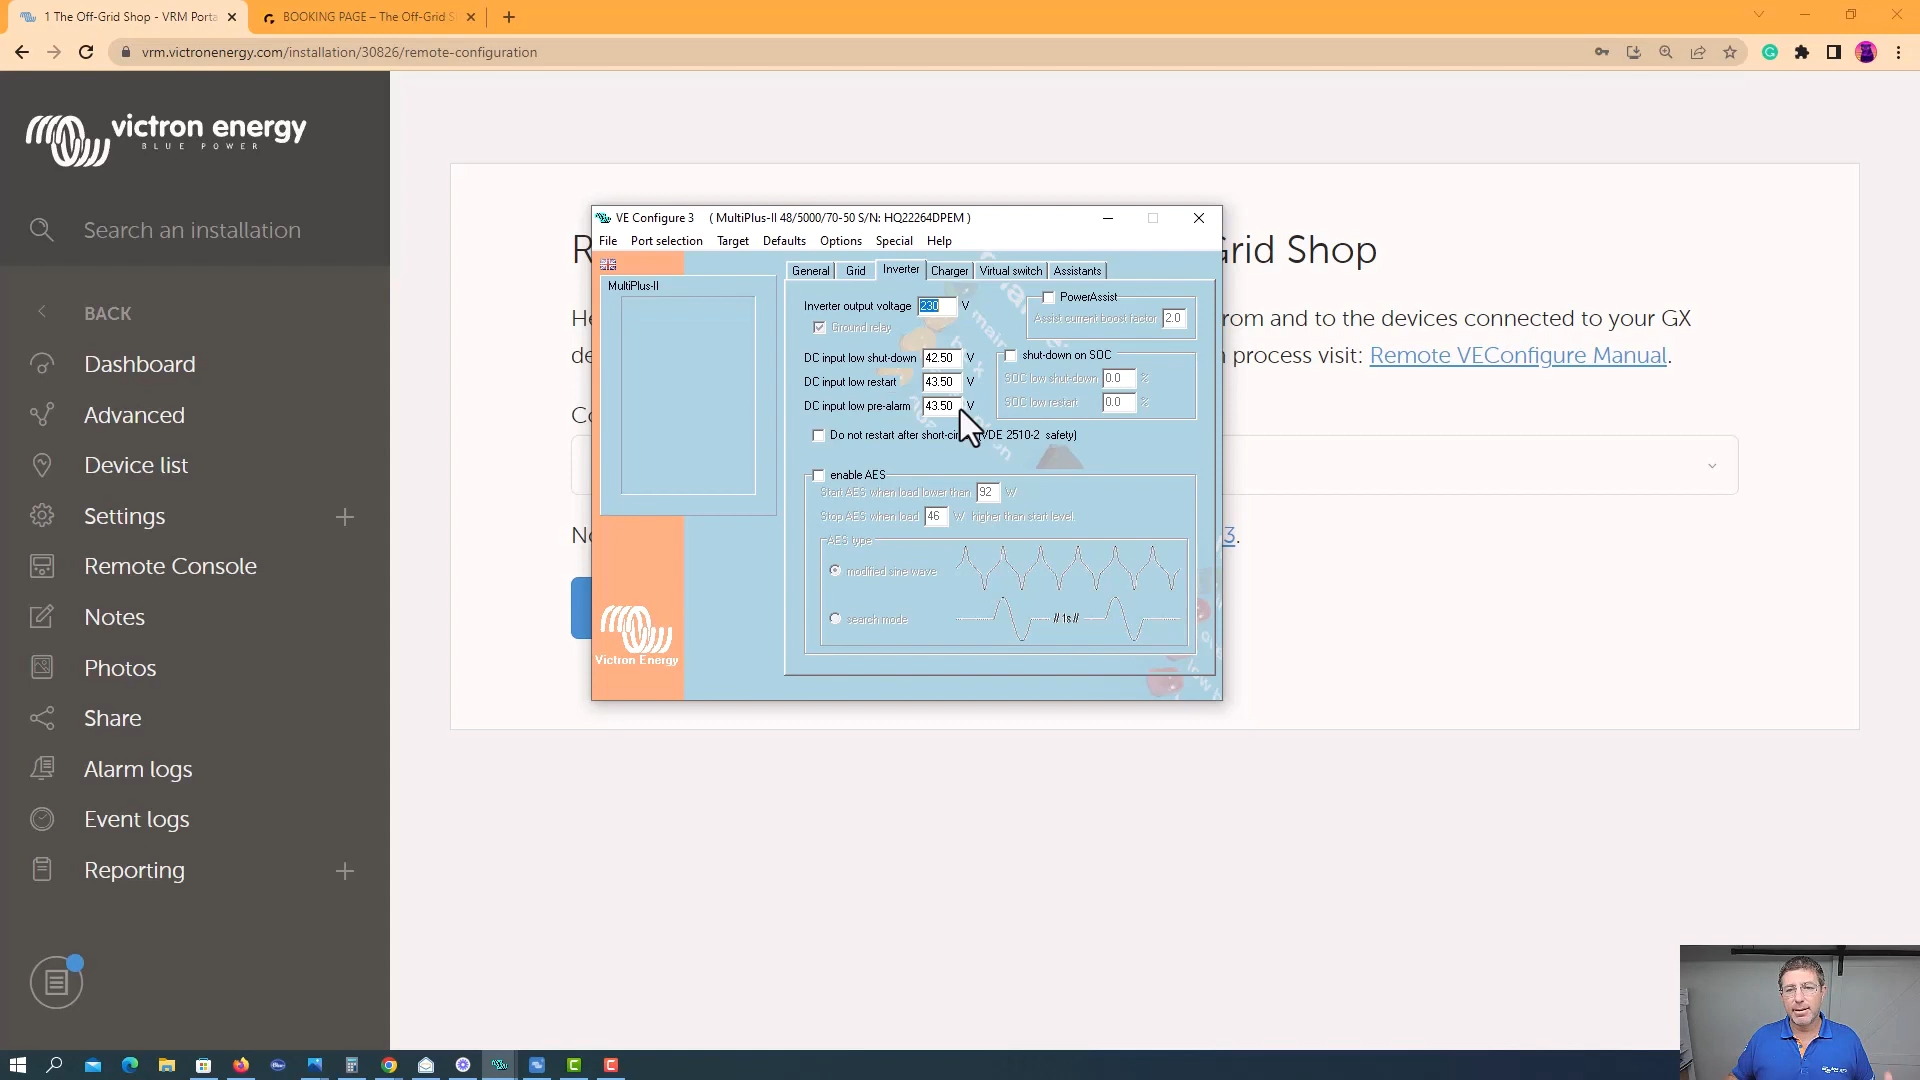 1 The Off-Grid Shop - VRM Porta
BOOKING PAGE – The Off-Grid S
vrm.victronenergy.com/installation/30826/remote-configuration
victron energy
BLUE POWER
Search an installation
BACK
Dashboard
Advanced
Device list
Settings
Remote Console
Notes
Photos
Share
Alarm logs
Event logs
Reporting
Grid Shop
rom and to the devices connected to your GX
de
n process visit: Remote VEConfigure Manual.
3.
VE Configure 3 ( MultiPlus-II 48/5000/70-50 S/N: HQ22264DPEM )
File Port selection Target Defaults Options Special Help
MultiPlus-II
General Grid Inverter Charger Virtual switch Assistants
Inverter output voltage 230 V
Ground relay
PowerAssist
Assist current boost factor 2.0
DC input low shut-down 42.50 V
DC input low restart 43.50 V
DC input low pre-alarm 43.50 V
shut-down on SOC
SOC low shut-down 0.0 %
SOC low restart 0.0 %
Do not restart after short-cir VDE 2510-2 safety)
enable AES
Start AES when load lower than 92 W
Stop AES when load 46 W higher than start level.
AES type
modified sine wave
search mode
// 1s //
Victron Energy